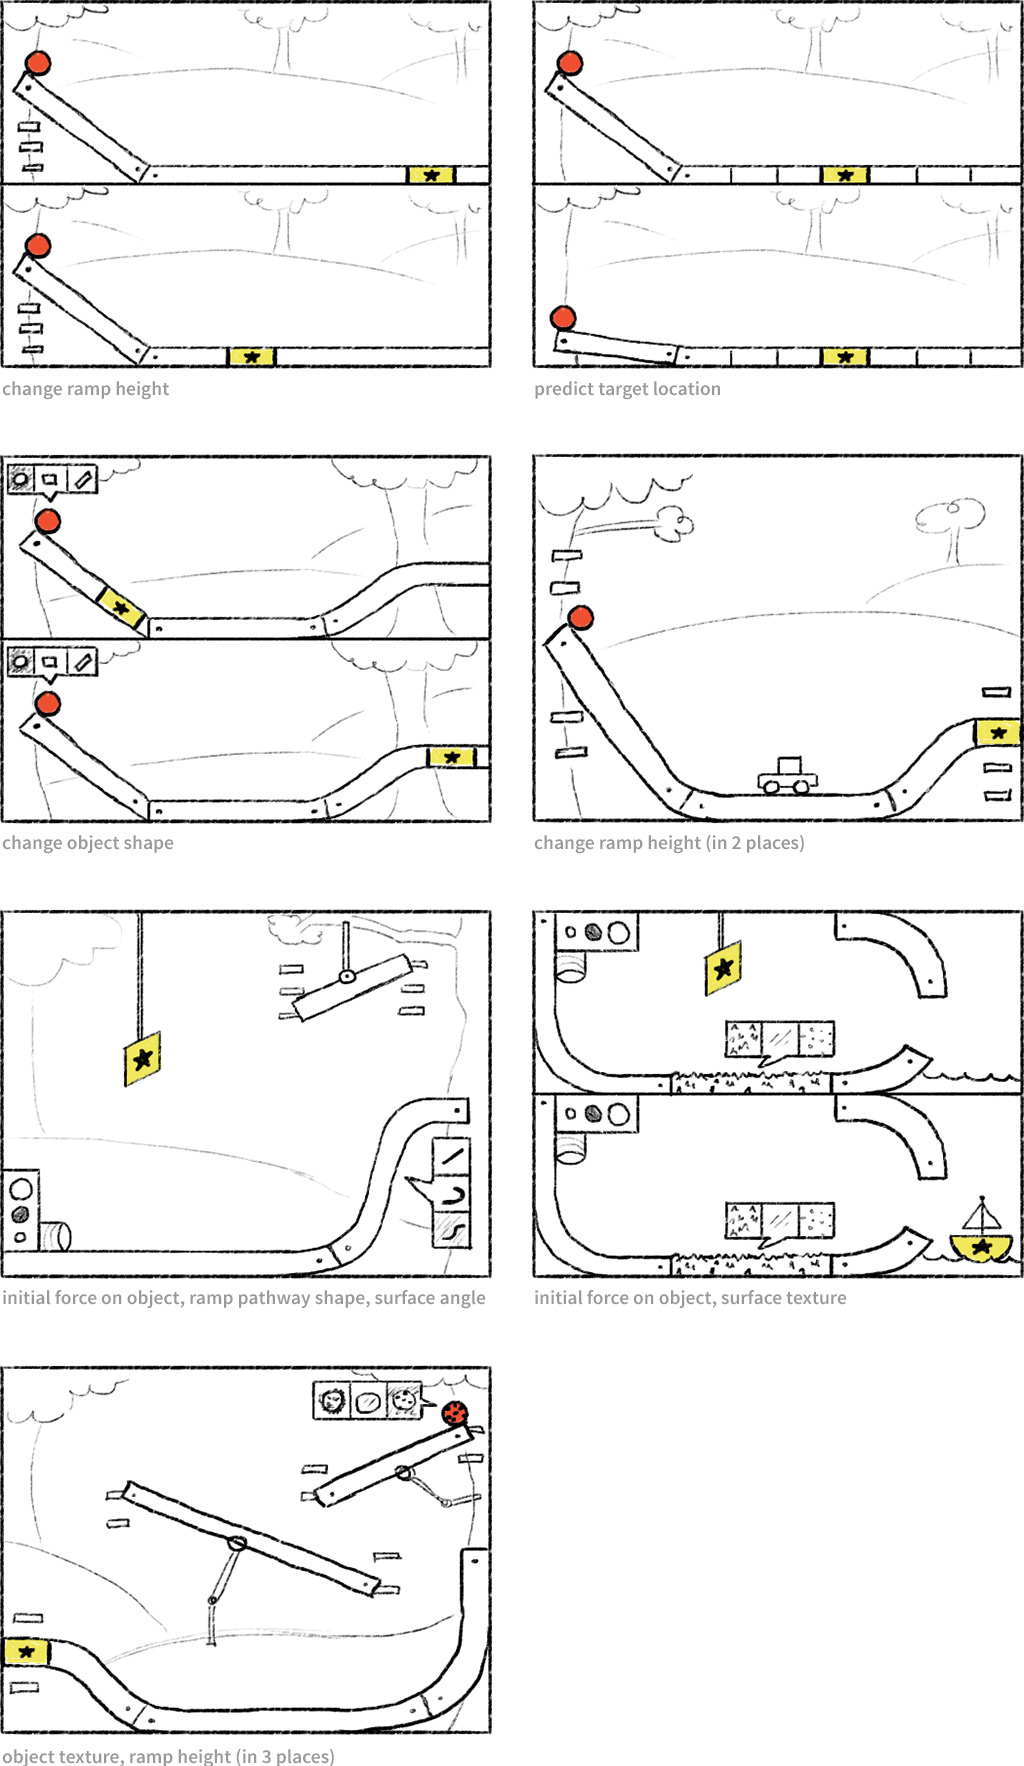 change ramp height
predict target location
change object shape
change ramp height (in 2 places)
initial force on object, ramp pathway shape, surface angle
initial force on object, surface texture
object texture, ramp height (in 3 places)